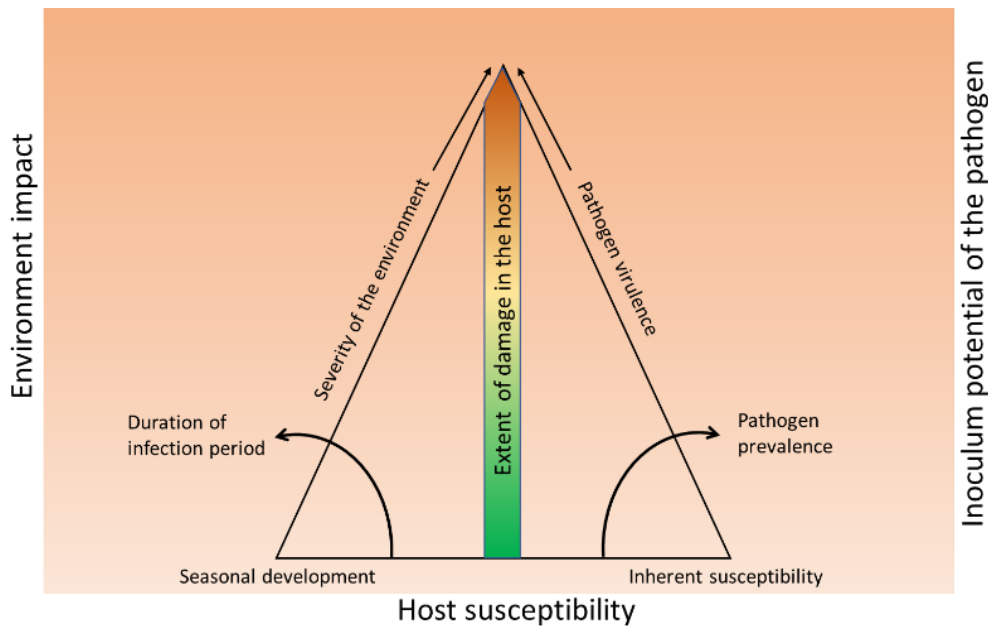 Environment impact
Severity of the environment
Extent of damage in the host
Pathogen virulence
Inoculum potential of the pathogen
Duration of
infection period
Pathogen
prevalence
Seasonal development
Inherent susceptibility
Host susceptibility